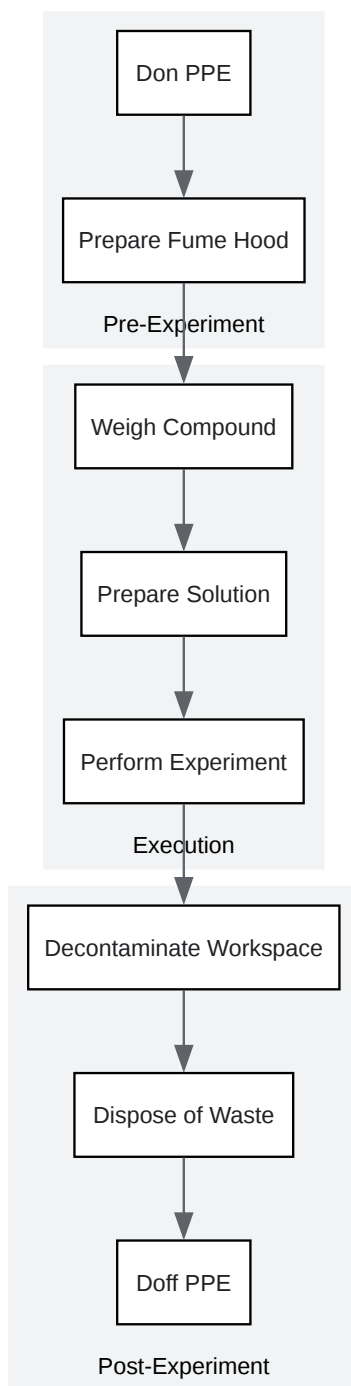 Don PPE
Prepare Fume Hood
Pre-Experiment
Weigh Compound
Prepare Solution
Perform Experiment
Execution
Decontaminate Workspace
Dispose of Waste
Doff PPE
Post-Experiment